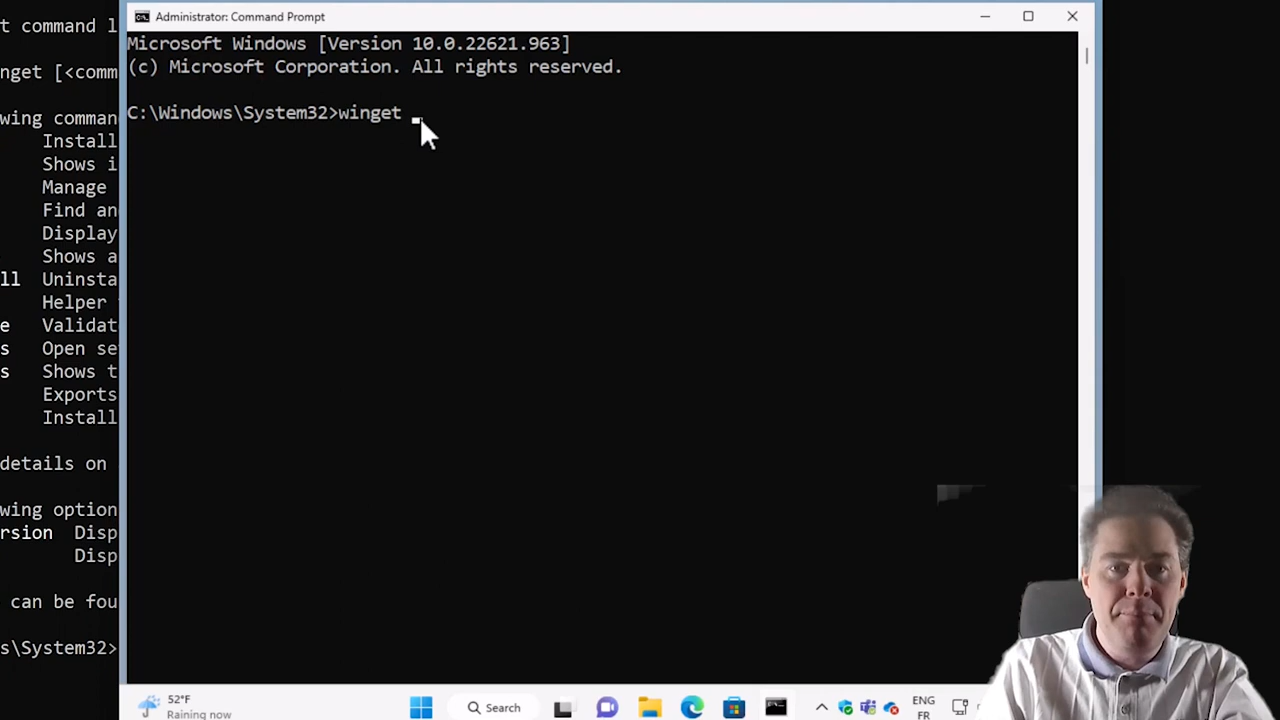 Administrator: Command Prompt
Microsoft Windows [Version 10.0.22621.963]
(c) Microsoft Corporation. All rights reserved.
C:\Windows\System32>winget
t command l
nget [<comm
wing comman
Install
Shows i
Manage
Find an
Display
Shows a
ll Uninsta
Helper
e Validat
s Open se
s Shows t
Exports
Install
details on
wing option
rsion Disp
Disp
can be fou
s\System32>
52°F
Raining now
Search
ENG
FR